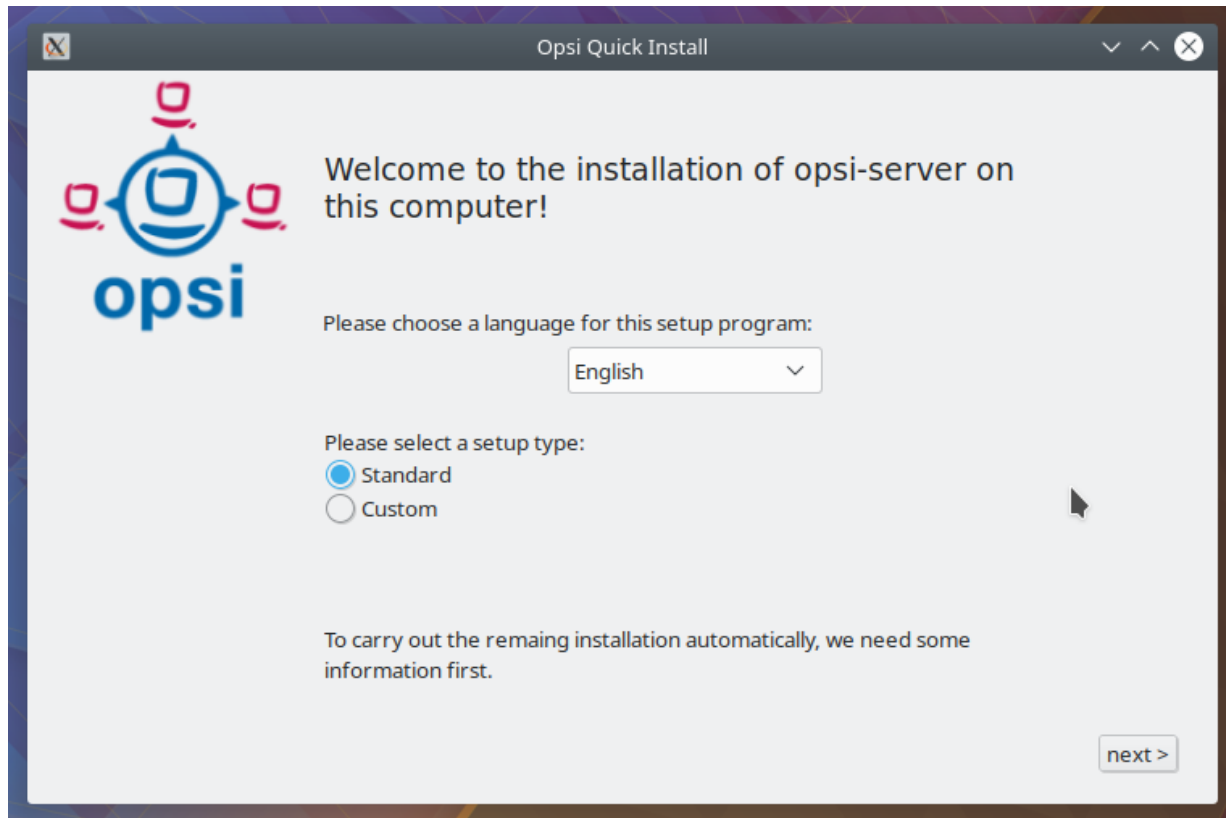 Opsi Quick Install
opsi
Welcome to the installation of opsi-server on
this computer!
Please choose a language for this setup program:
English
Please select a setup type:
Standard
Custom
To carry out the remaing installation automatically, we need some
information first.
next >